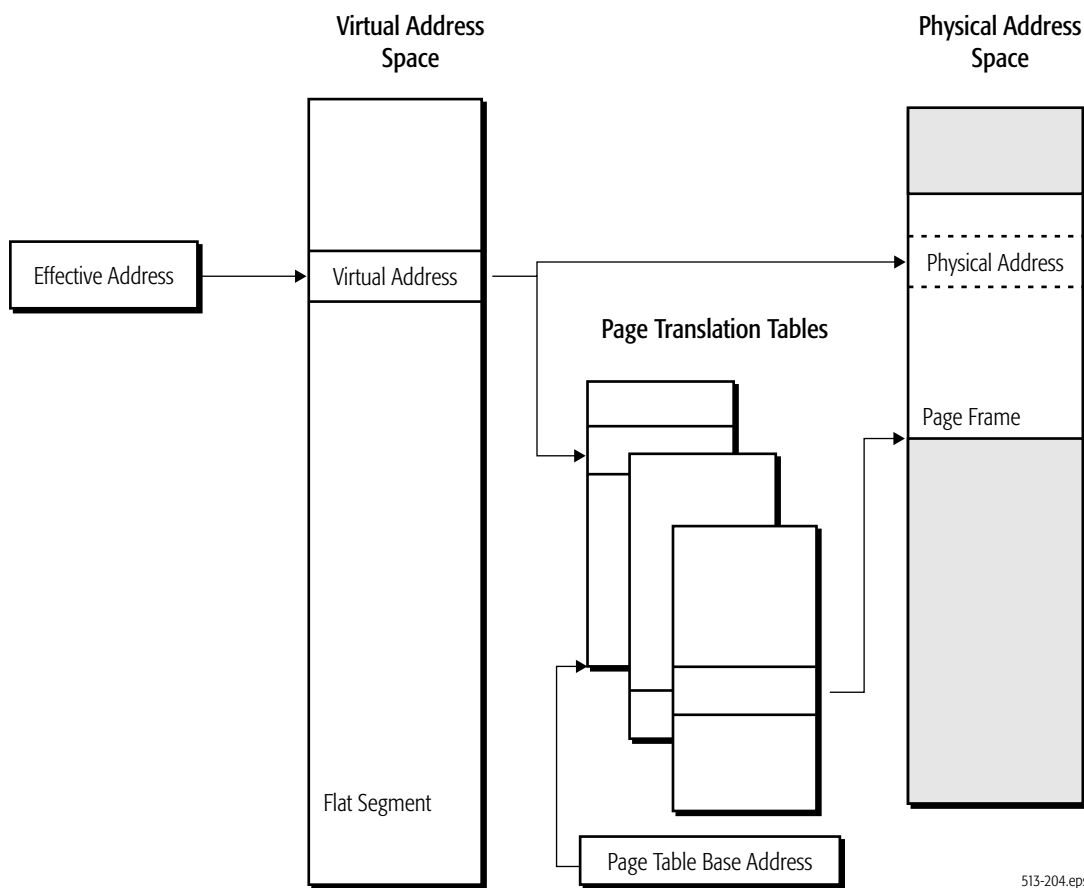 Virtual Address
Space
Physical Address
Space
Effective Address
Virtual Address
Physical Address
Page Translation Tables
Page Frame
Flat Segment
Page Table Base Address
513-204.eps